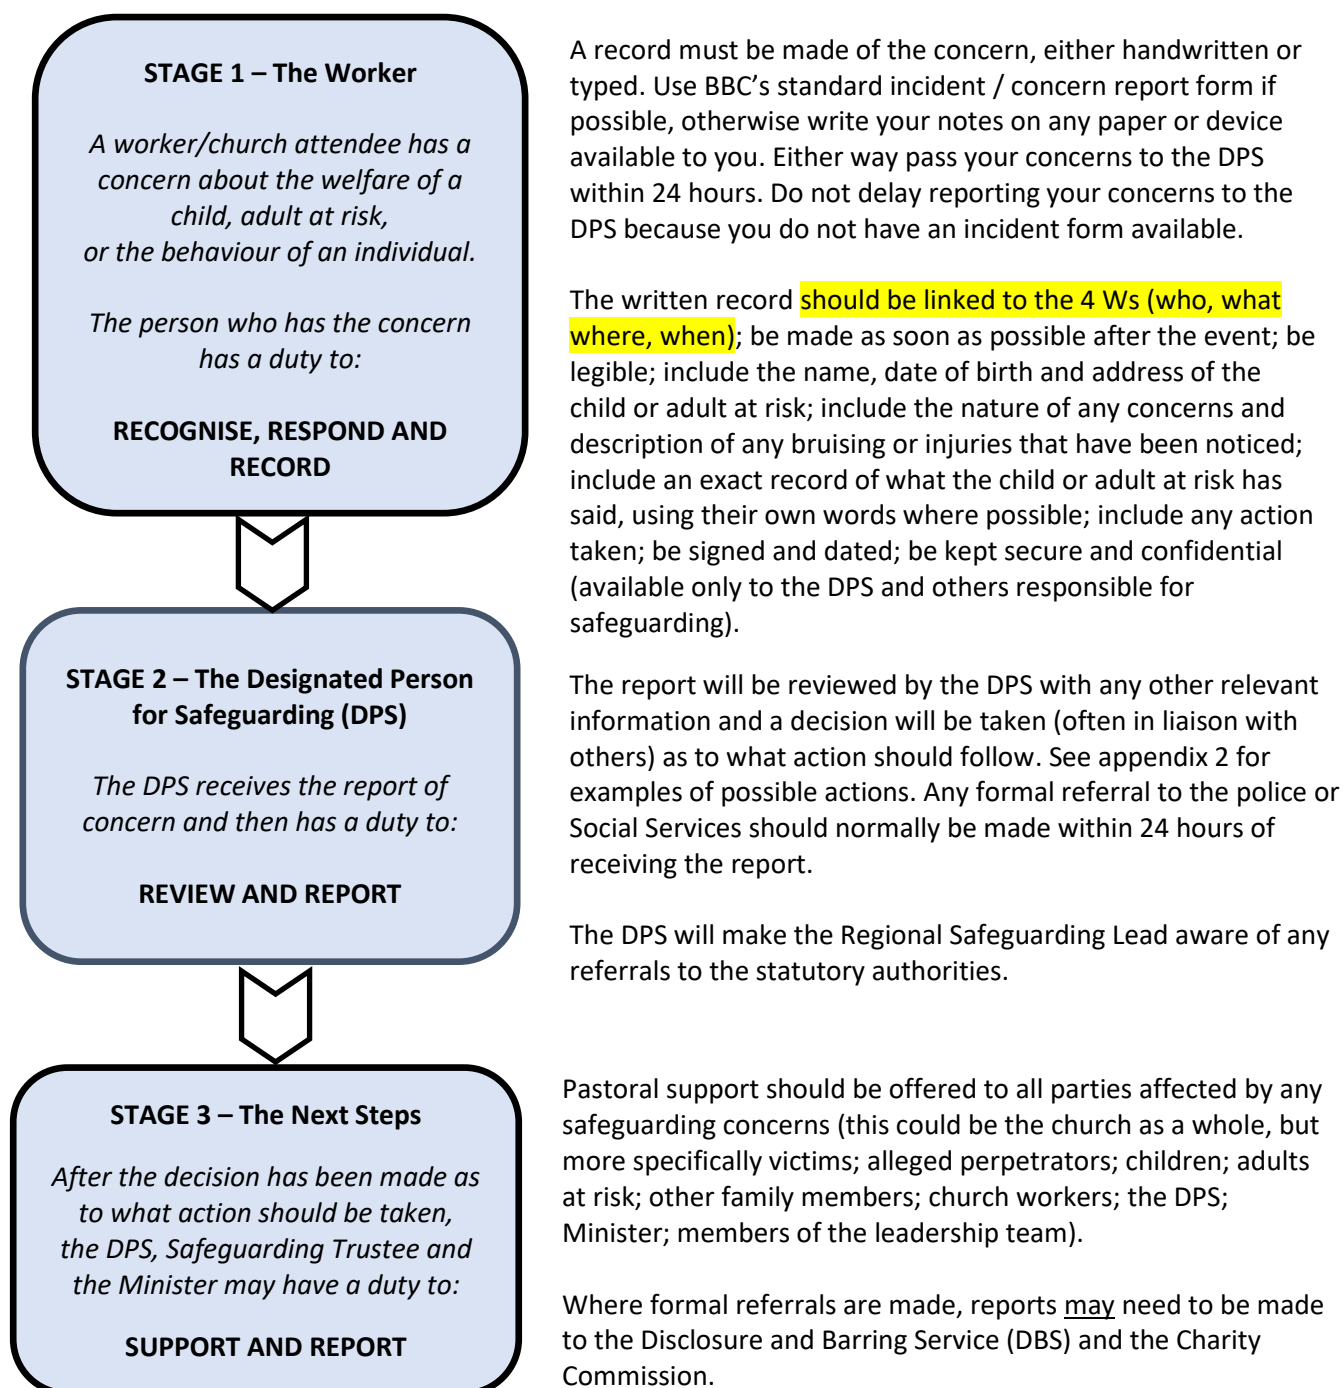 STAGE 1 – The Worker
A worker/church attendee has a
concern about the welfare of a
child, adult at risk,
or the behaviour of an individual.
The person who has the concern
has a duty to:
RECOGNISE, RESPOND AND
RECORD
A record must be made of the concern, either handwritten or
typed. Use BBC’s standard incident / concern report form if
possible, otherwise write your notes on any paper or device
available to you. Either way pass your concerns to the DPS
within 24 hours. Do not delay reporting your concerns to the
DPS because you do not have an incident form available.
The written record should be linked to the 4 Ws (who, what
where, when); be made as soon as possible after the event; be
legible; include the name, date of birth and address of the
child or adult at risk; include the nature of any concerns and
description of any bruising or injuries that have been noticed;
include an exact record of what the child or adult at risk has
said, using their own words where possible; include any action
taken; be signed and dated; be kept secure and confidential
(available only to the DPS and others responsible for
safeguarding).
STAGE 2 – The Designated Person
for Safeguarding (DPS)
The DPS receives the report of
concern and then has a duty to:
REVIEW AND REPORT
The report will be reviewed by the DPS with any other relevant
information and a decision will be taken (often in liaison with
others) as to what action should follow. See appendix 2 for
examples of possible actions. Any formal referral to the police or
Social Services should normally be made within 24 hours of
receiving the report.
The DPS will make the Regional Safeguarding Lead aware of any
referrals to the statutory authorities.
STAGE 3 – The Next Steps
After the decision has been made as
to what action should be taken,
the DPS, Safeguarding Trustee and
the Minister may have a duty to:
SUPPORT AND REPORT
Pastoral support should be offered to all parties affected by any
safeguarding concerns (this could be the church as a whole, but
more specifically victims; alleged perpetrators; children; adults
at risk; other family members; church workers; the DPS;
Minister; members of the leadership team).
Where formal referrals are made, reports may need to be made
to the Disclosure and Barring Service (DBS) and the Charity
Commission.